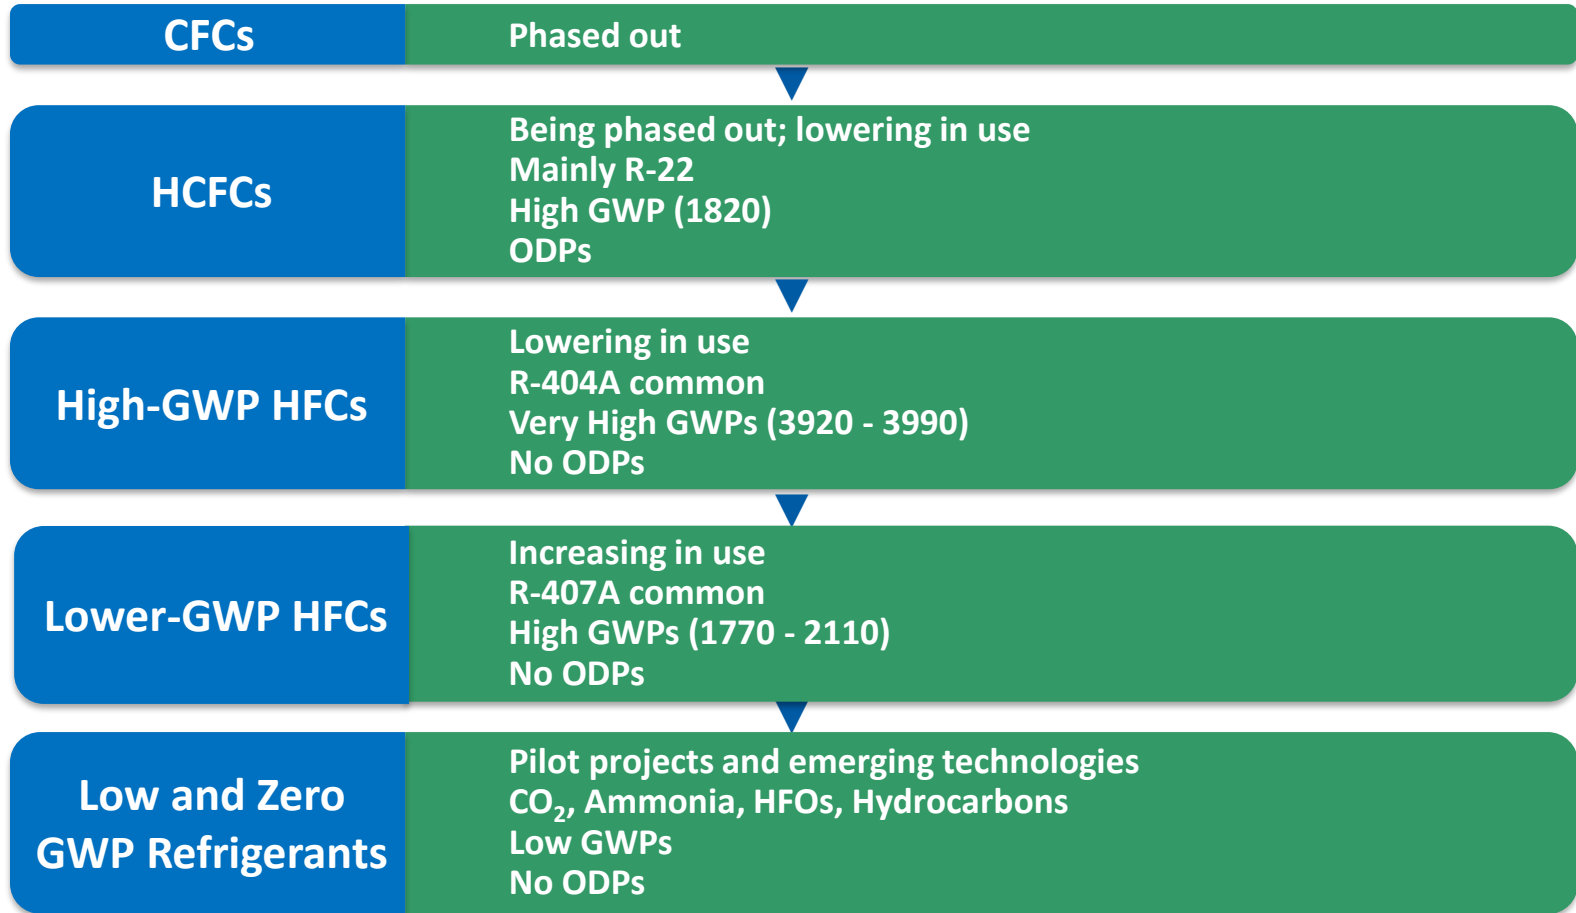 CFCs
Phased out
HCFCs
Being phased out; lowering in use
Mainly R-22
High GWP (1820)
ODPs
High-GWP HFCs
Lowering in use
R-404A common
Very High GWPs (3920 - 3990)
No ODPs
Lower-GWP HFCs
Increasing in use
R-407A common
High GWPs (1770 - 2110)
No ODPs
Low and Zero
GWP Refrigerants
Pilot projects and emerging technologies
CO₂, Ammonia, HFOs, Hydrocarbons
Low GWPs
No ODPs